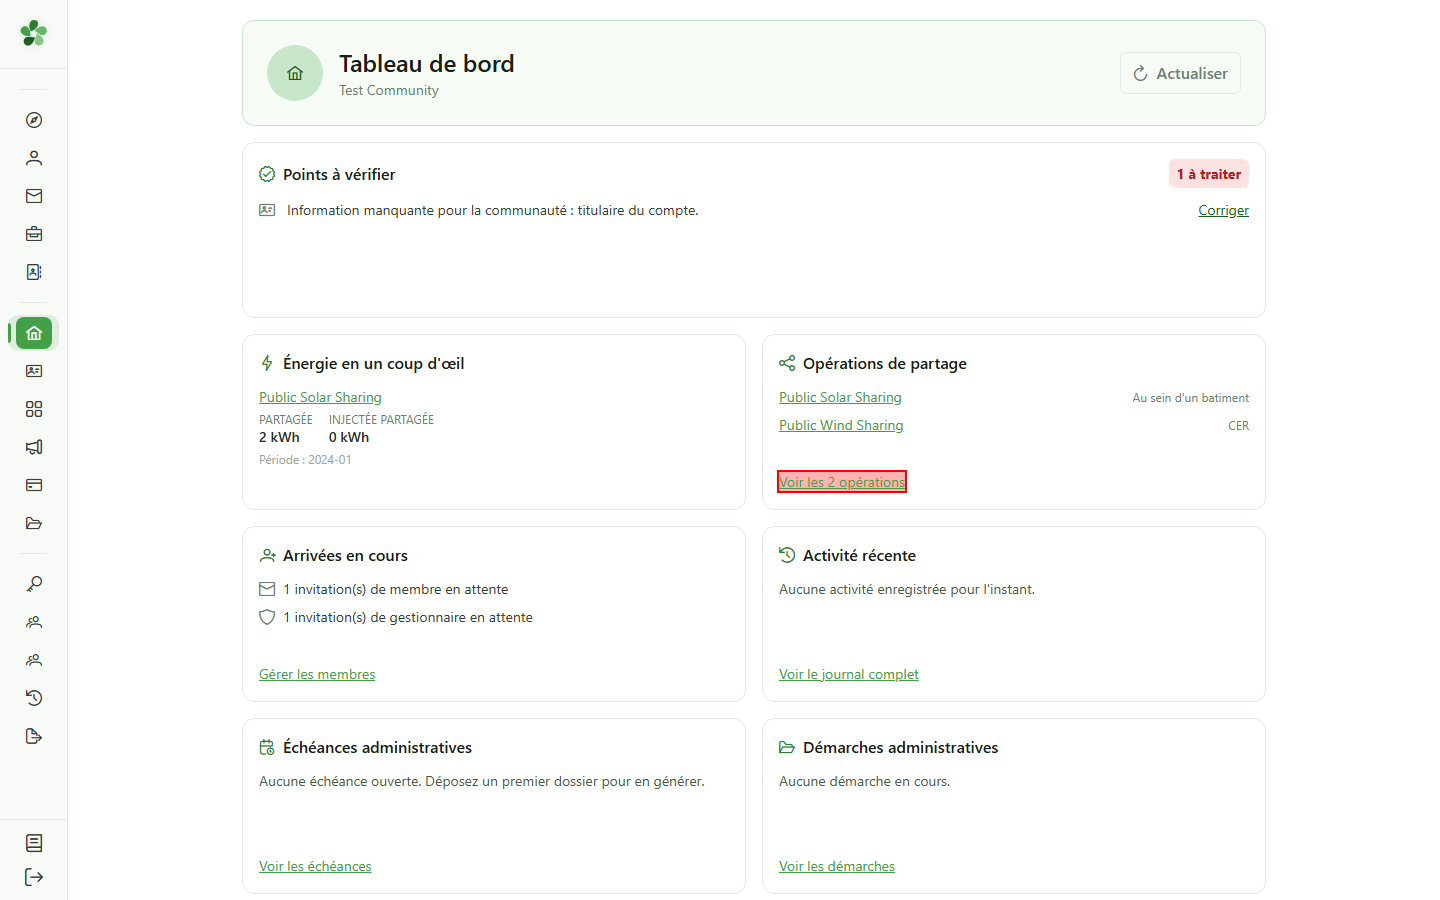 Tableau de bord
Test Community
Actualiser
Points à vérifier
1 à traiter
Information manquante pour la communauté : titulaire du compte.
Corriger
Énergie en un coup d'œil
Public Solar Sharing
PARTAGÉE
INJECTÉE PARTAGÉE
2 kWh
0 kWh
Période : 2024-01
Opérations de partage
Public Solar Sharing
Au sein d'un batiment
Public Wind Sharing
CER
Voir les 2 opérations
Arrivées en cours
1 invitation(s) de membre en attente
1 invitation(s) de gestionnaire en attente
Gérer les membres
Activité récente
Aucune activité enregistrée pour l'instant.
Voir le journal complet
Échéances administratives
Aucune échéance ouverte. Déposez un premier dossier pour en générer.
Voir les échéances
Démarches administratives
Aucune démarche en cours.
Voir les démarches